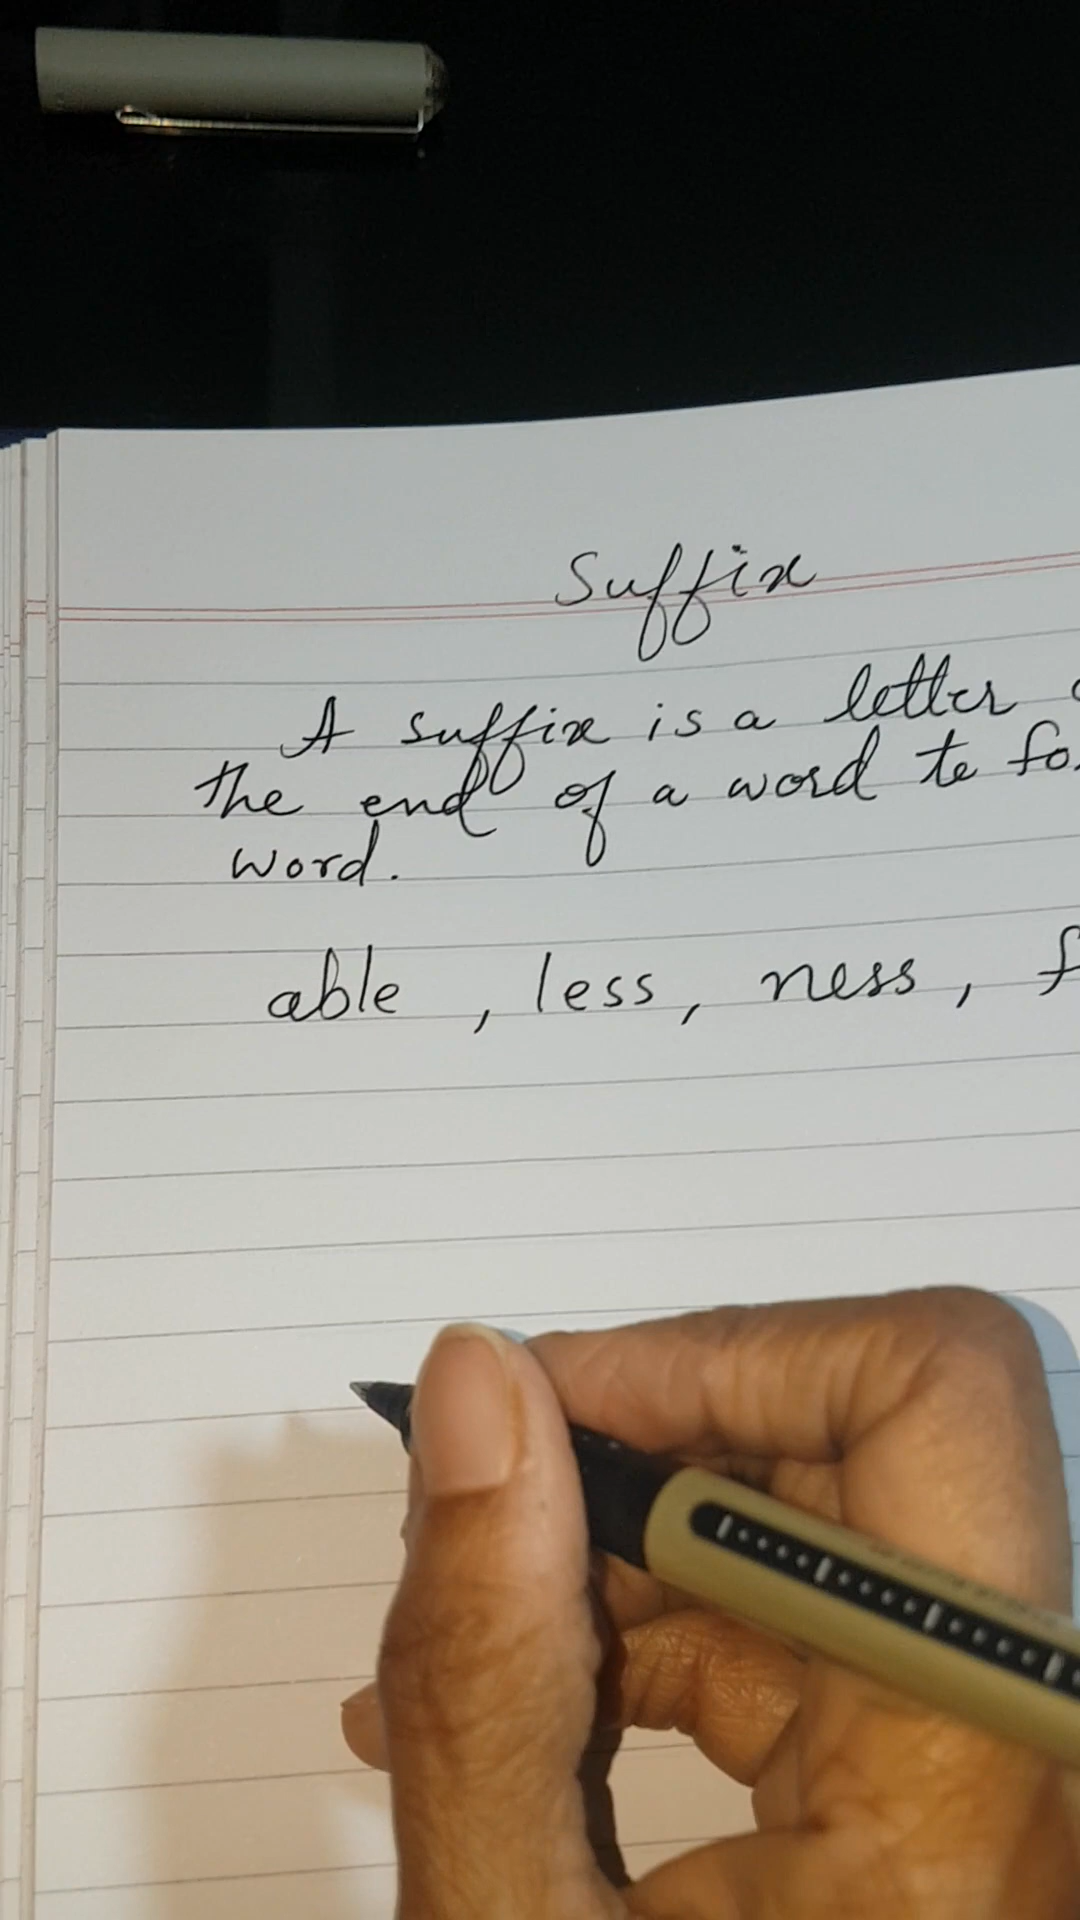 Suffix
A suffix is a letter
the end of a word to
word.
able , less, ness,